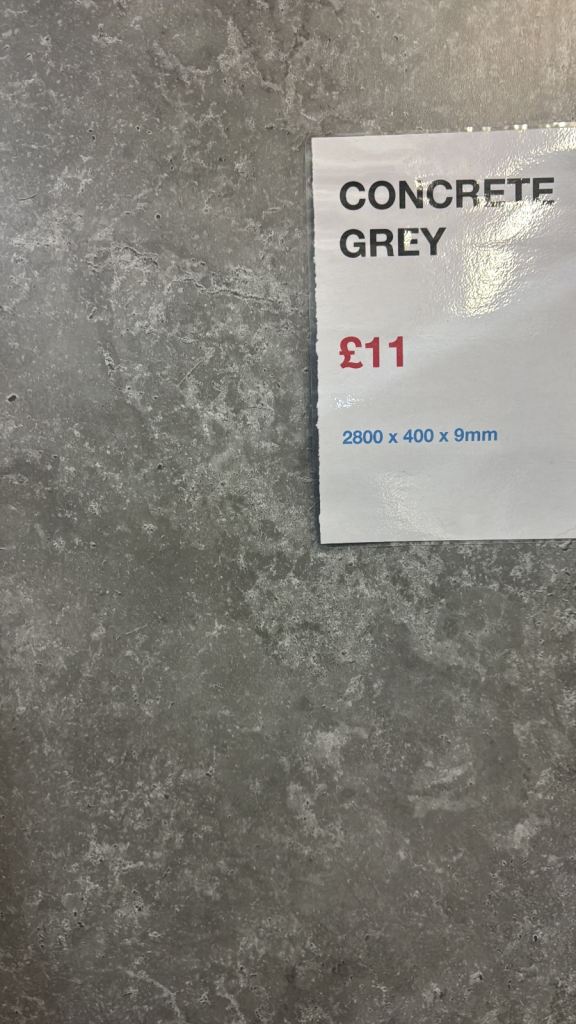 CONCRETE
GREY
£11
2800 x 400 x 9mm